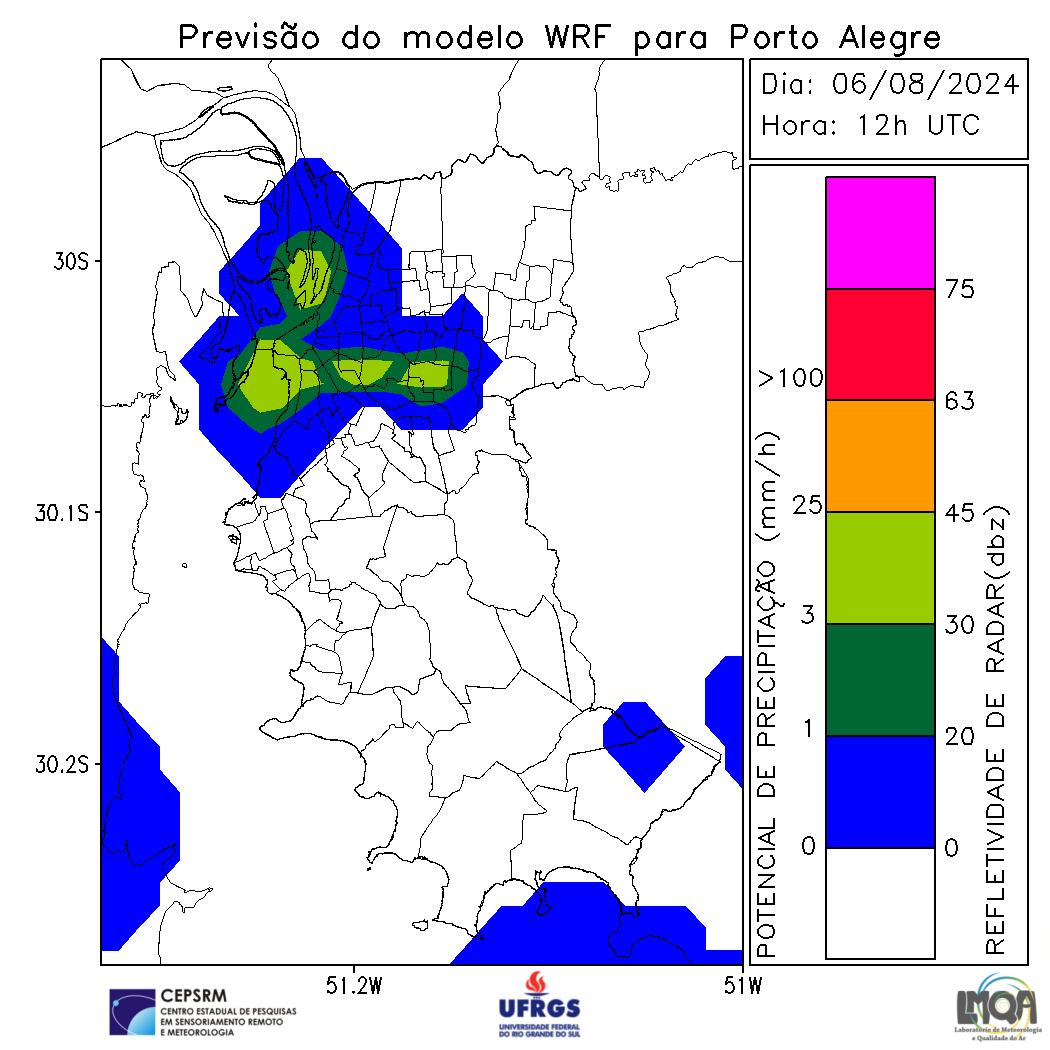 Previsão do modelo WRF para Porto Alegre
Dia: 06/08/2024
Hora: 12h UTC
30S
30.1S
30.2S
51.2W
51W
POTENCIAL DE PRECIPITAÇÃO (mm/h)
>100
25
3
1
0
75
63
45
30
20
0
REFLETIVIDADE DE RADAR(dbz)
CEPSRM
CENTRO ESTADUAL DE PESQUISAS
EM SENSORIAMENTO REMOTO
E METEOROLOGIA
UFRGS
UNIVERSIDADE FEDERAL
DO RIO GRANDE DO SUL
LMQA
Laboratório de Meteorologia
e Qualidade do Ar